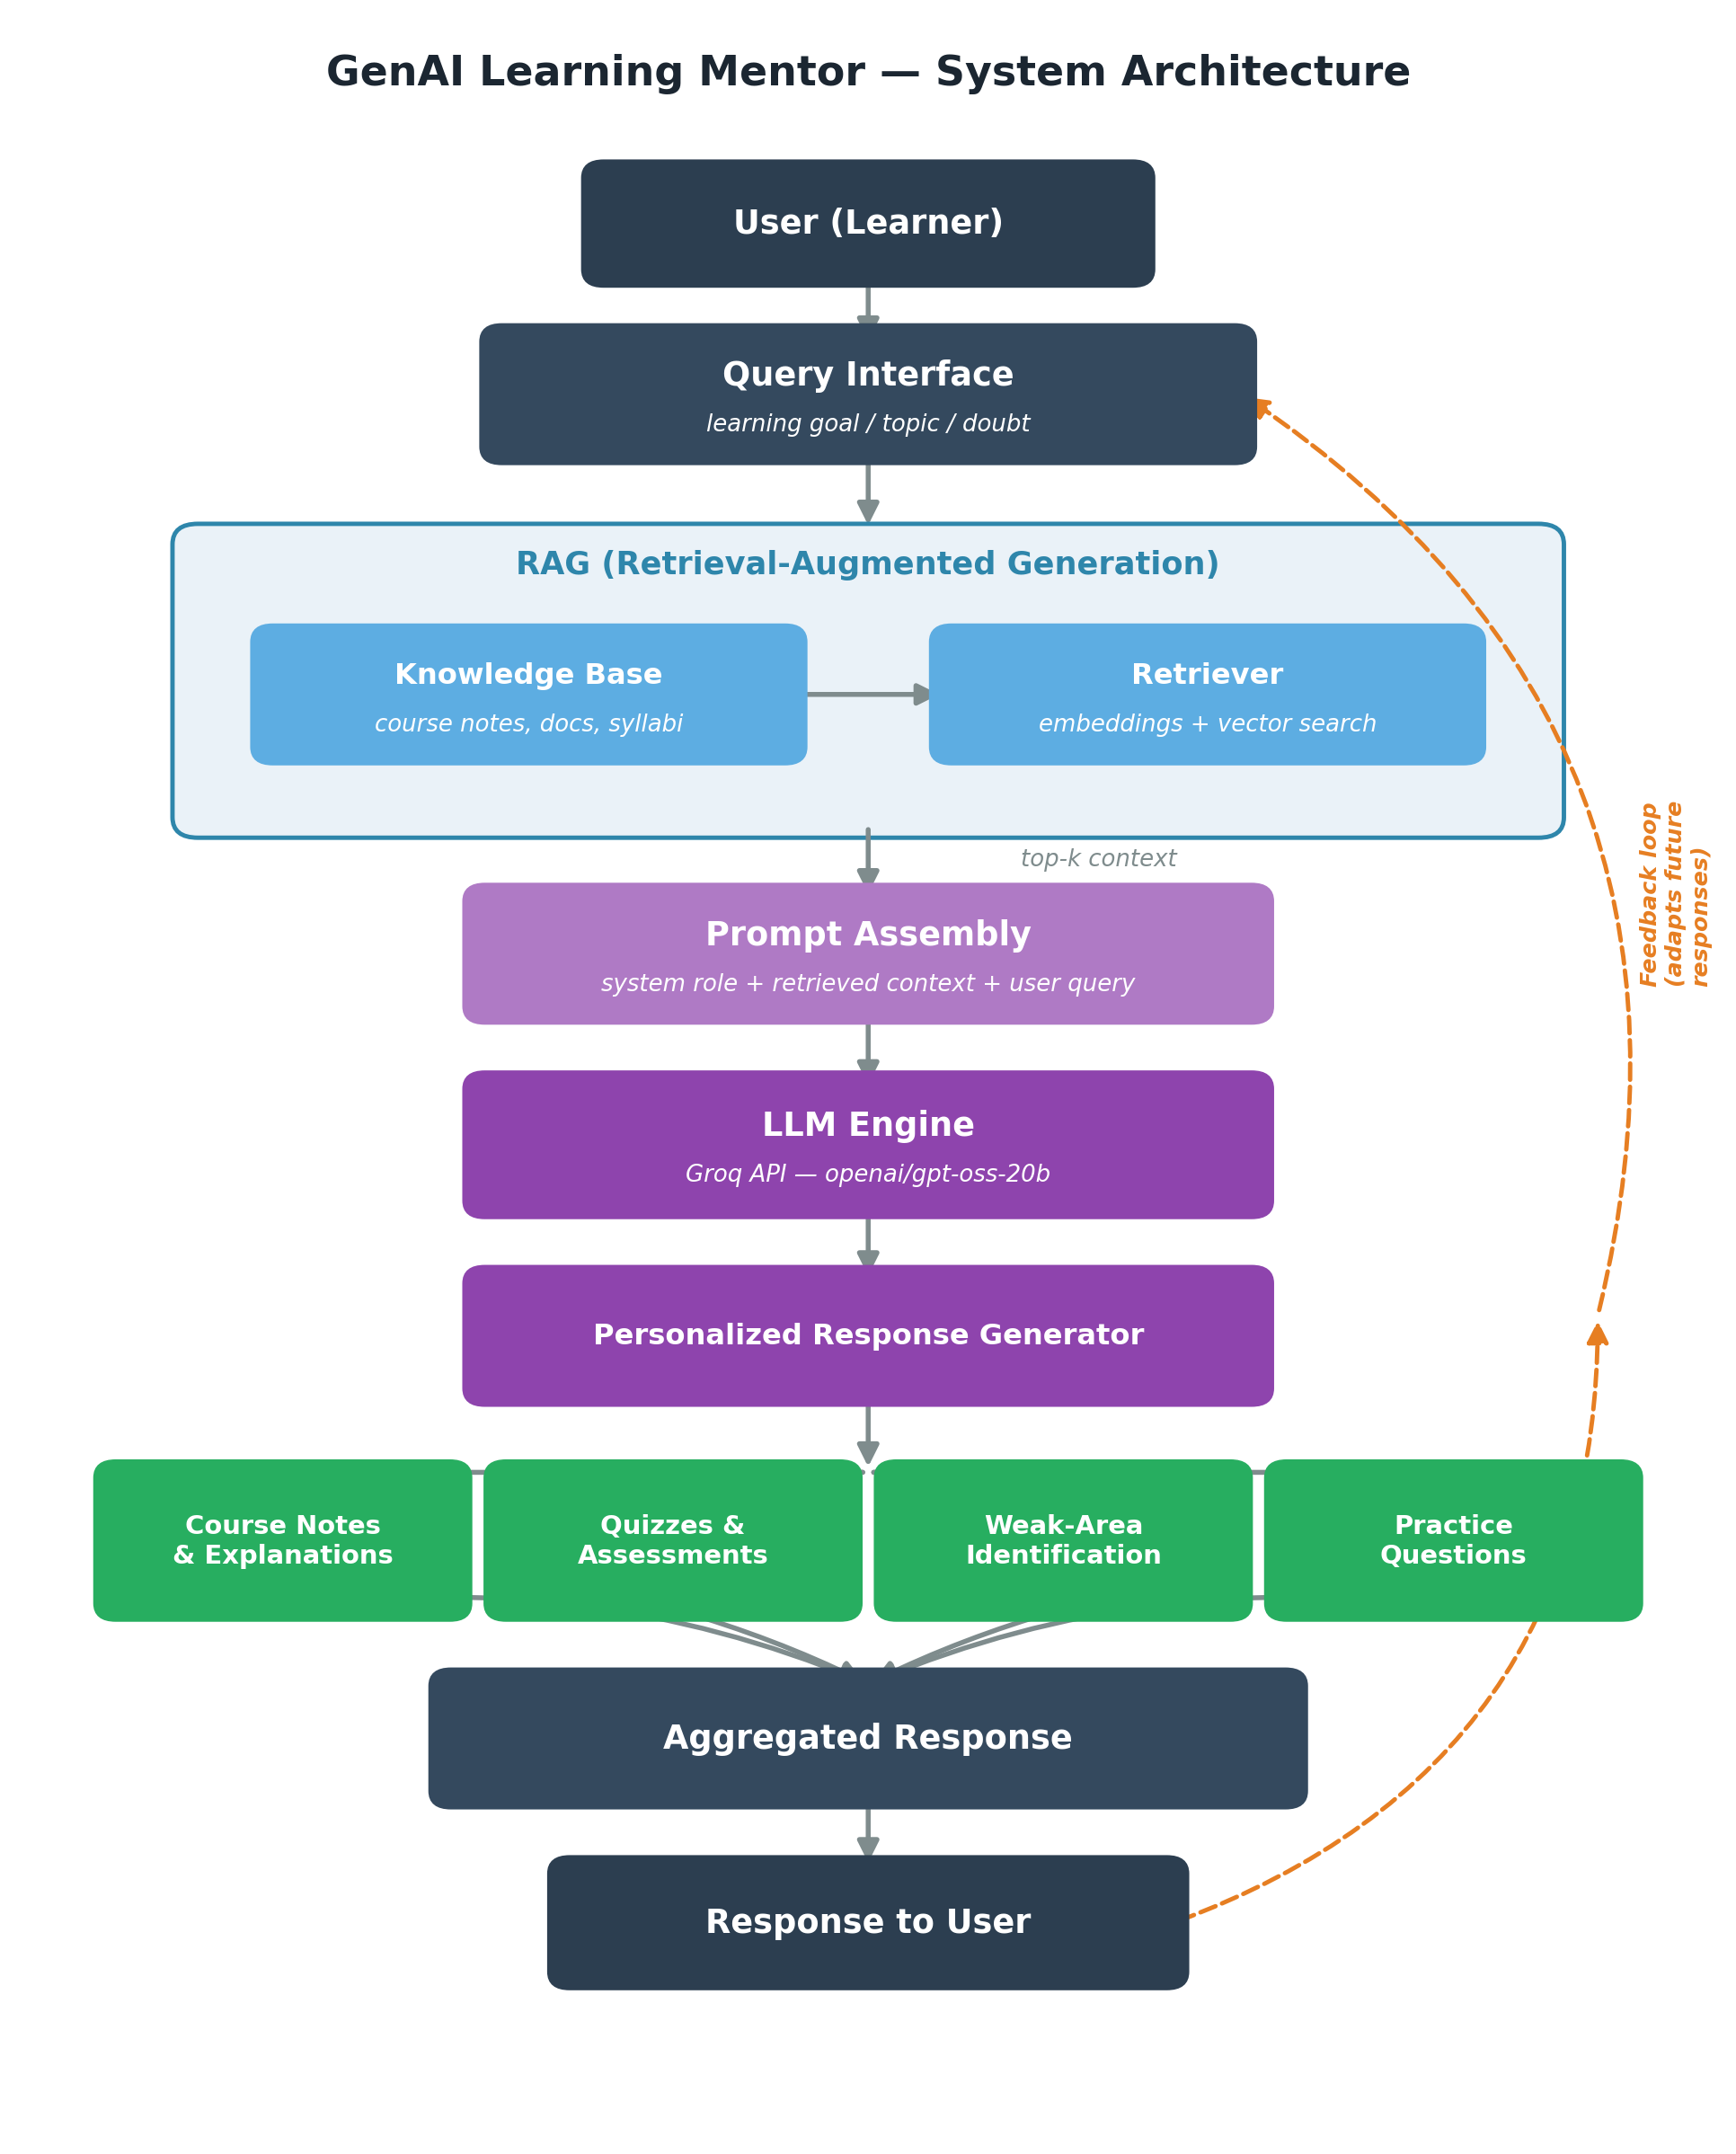 GenAI Learning Mentor — System Architecture
User (Learner)
Query Interface
learning goal / topic / doubt
RAG (Retrieval-Augmented Generation)
Knowledge Base
course notes, docs, syllabi
Retriever
embeddings + vector search
top-k context
Prompt Assembly
system role + retrieved context + user query
LLM Engine
Groq API — openai/gpt-oss-20b
Personalized Response Generator
Course Notes
& Explanations
Quizzes &
Assessments
Weak-Area
Identification
Practice
Questions
Aggregated Response
Response to User
Feedback loop
(adapts future
responses)